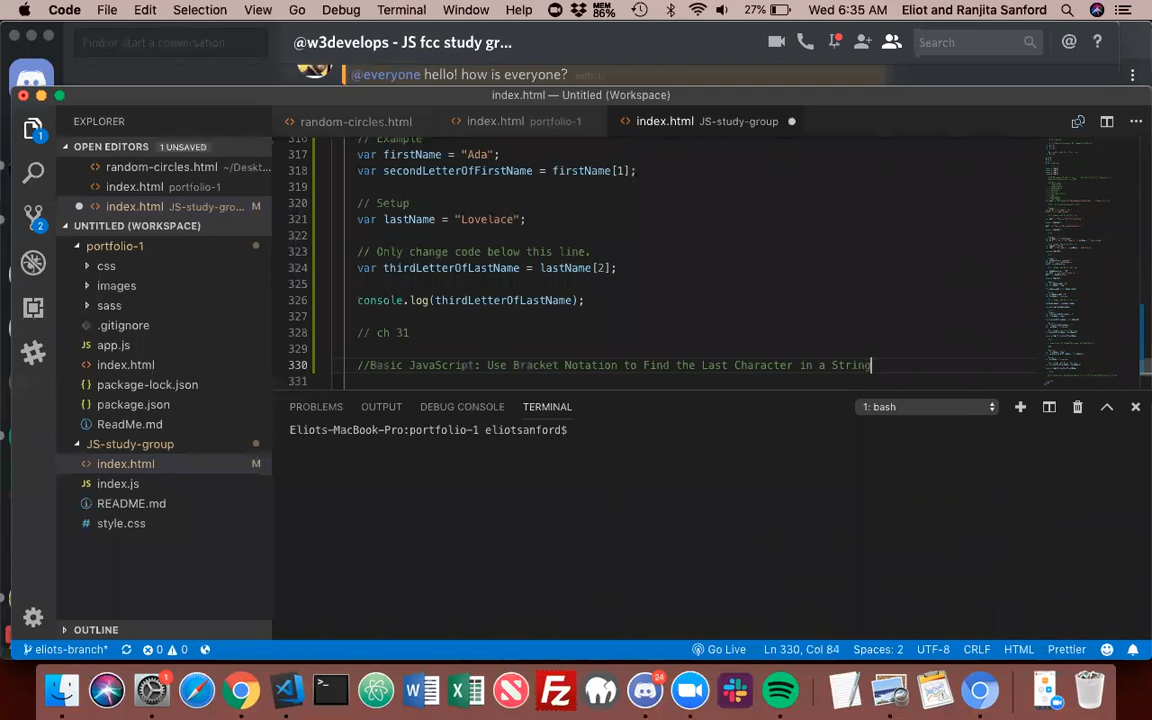 Code File Edit Selection View Go Debug Terminal Window Help MEM 86% 27% Wed 6:35 AM Eliot and Ranjita Sanford
Find or start a conversation
@w3develops - JS fcc study gr...
Search
@everyone hello! how is everyone?
index.html — Untitled (Workspace)
EXPLORER
random-circles.html
index.html portfolio-1
index.html JS-study-group
OPEN EDITORS 1 UNSAVED
random-circles.html ~/Deskt...
index.html portfolio-1
index.html JS-study-gro... M
UNTITLED (WORKSPACE)
portfolio-1
css
images
sass
.gitignore
app.js
index.html
package-lock.json
package.json
ReadMe.md
JS-study-group
index.html M
index.js
README.md
style.css
OUTLINE
316 // Example
317 var firstName = "Ada";
318 var secondLetterOfFirstName = firstName[1];
319
320 // Setup
321 var lastName = "Lovelace";
322
323 // Only change code below this line.
324 var thirdLetterOfLastName = lastName[2];
325
326 console.log(thirdLetterOfLastName);
327
328 // ch 31
329
330 //Basic JavaScript: Use Bracket Notation to Find the Last Character in a String
331
PROBLEMS OUTPUT DEBUG CONSOLE TERMINAL 1: bash
Eliots-MacBook-Pro:portfolio-1 eliotsanford$
eliots-branch* 0 0 Go Live Ln 330, Col 84 Spaces: 2 UTF-8 CRLF HTML Prettier
1
24